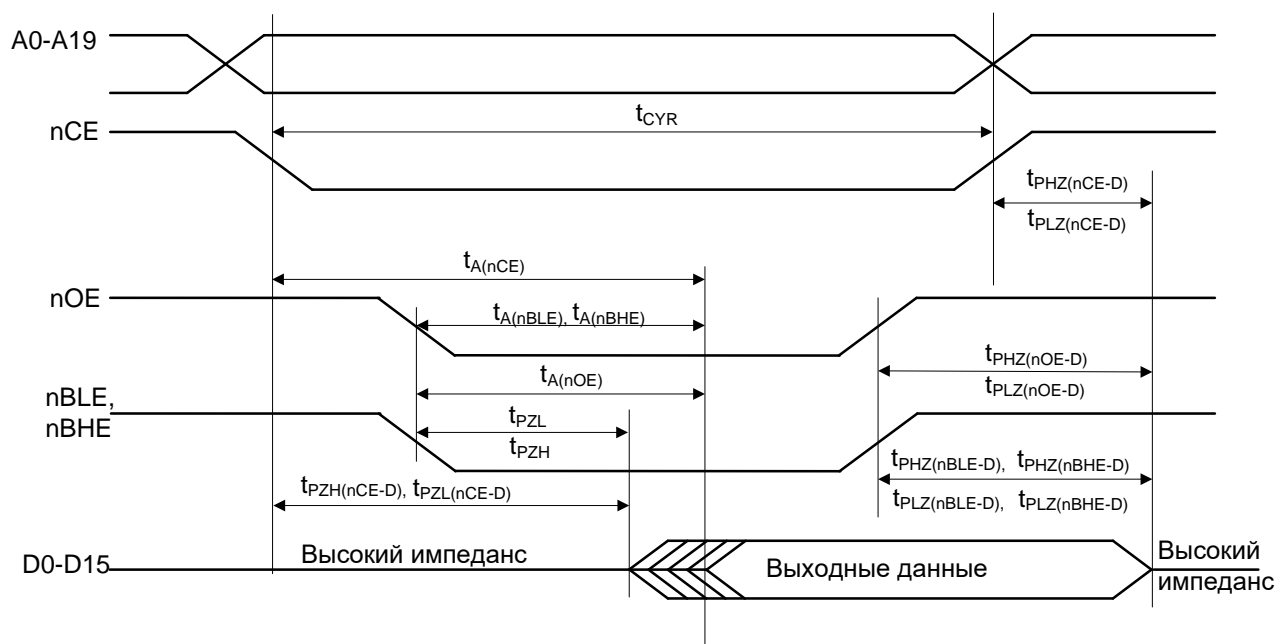 A0-A19
tCYR
nCE
tPHZ(nCE-D)
tPLZ(nCE-D)
tA(nCE)
nOE
tA(nBLE), tA(nBHE)
tPHZ(nOE-D)
tA(nOE)
tPLZ(nOE-D)
nBLE,
nBHE
tPZL
tPZH
tPHZ(nBLE-D), tPHZ(nBHE-D)
tPZH(nCE-D), tPZL(nCE-D)
tPLZ(nBLE-D), tPLZ(nBHE-D)
D0-D15
Высокий импеданс
Выходные данные
Высокий
импеданс